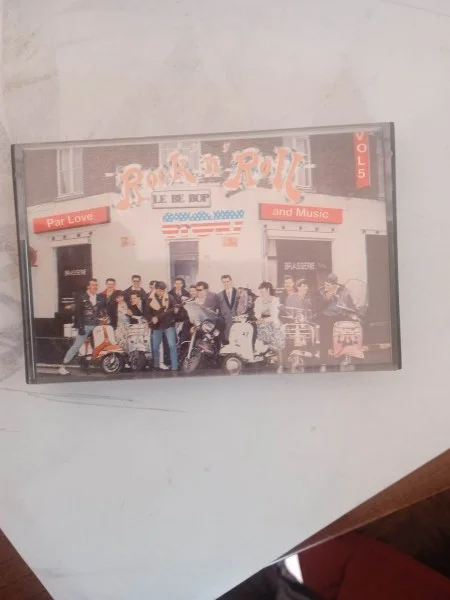 VOL 5
Rock n' Roll
LE BE BOP
Par Love
and Music
BRASSERIE
BRASSERIE